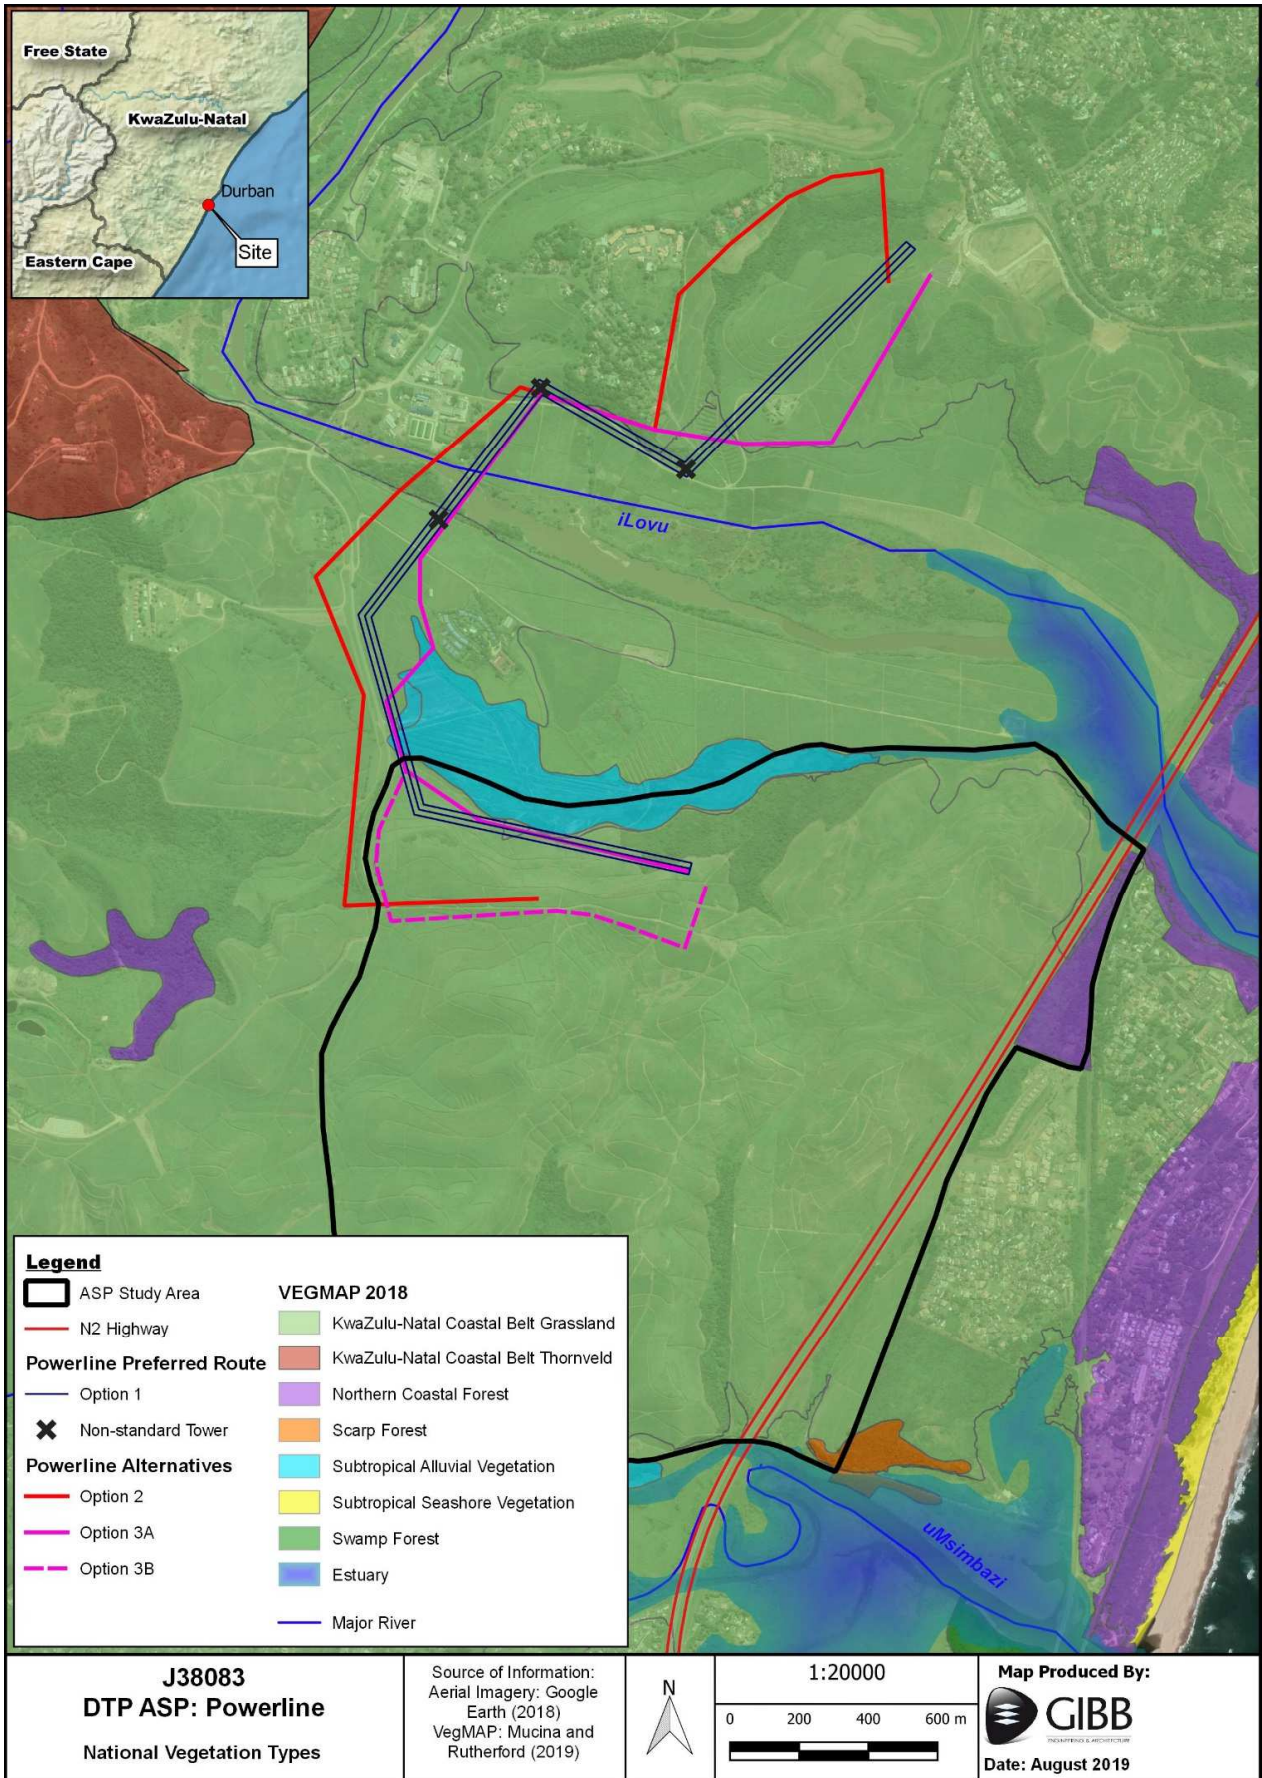 Free State
KwaZulu-Natal
Durban
Site
Eastern Cape
iLovu
uMsimbazi
Legend
ASP Study Area
N2 Highway
Powerline Preferred Route
Option 1
Non-standard Tower
Powerline Alternatives
Option 2
Option 3A
Option 3B
VEGMAP 2018
KwaZulu-Natal Coastal Belt Grassland
KwaZulu-Natal Coastal Belt Thornveld
Northern Coastal Forest
Scarp Forest
Subtropical Alluvial Vegetation
Subtropical Seashore Vegetation
Swamp Forest
Estuary
Major River
J38083
DTP ASP: Powerline
National Vegetation Types
Source of Information:
Aerial Imagery: Google
Earth (2018)
VegMAP: Mucina and
Rutherford (2019)
N
1:20000
0 200 400 600 m
Map Produced By:
GIBB
ENGINEERING & ARCHITECTURE
Date: August 2019